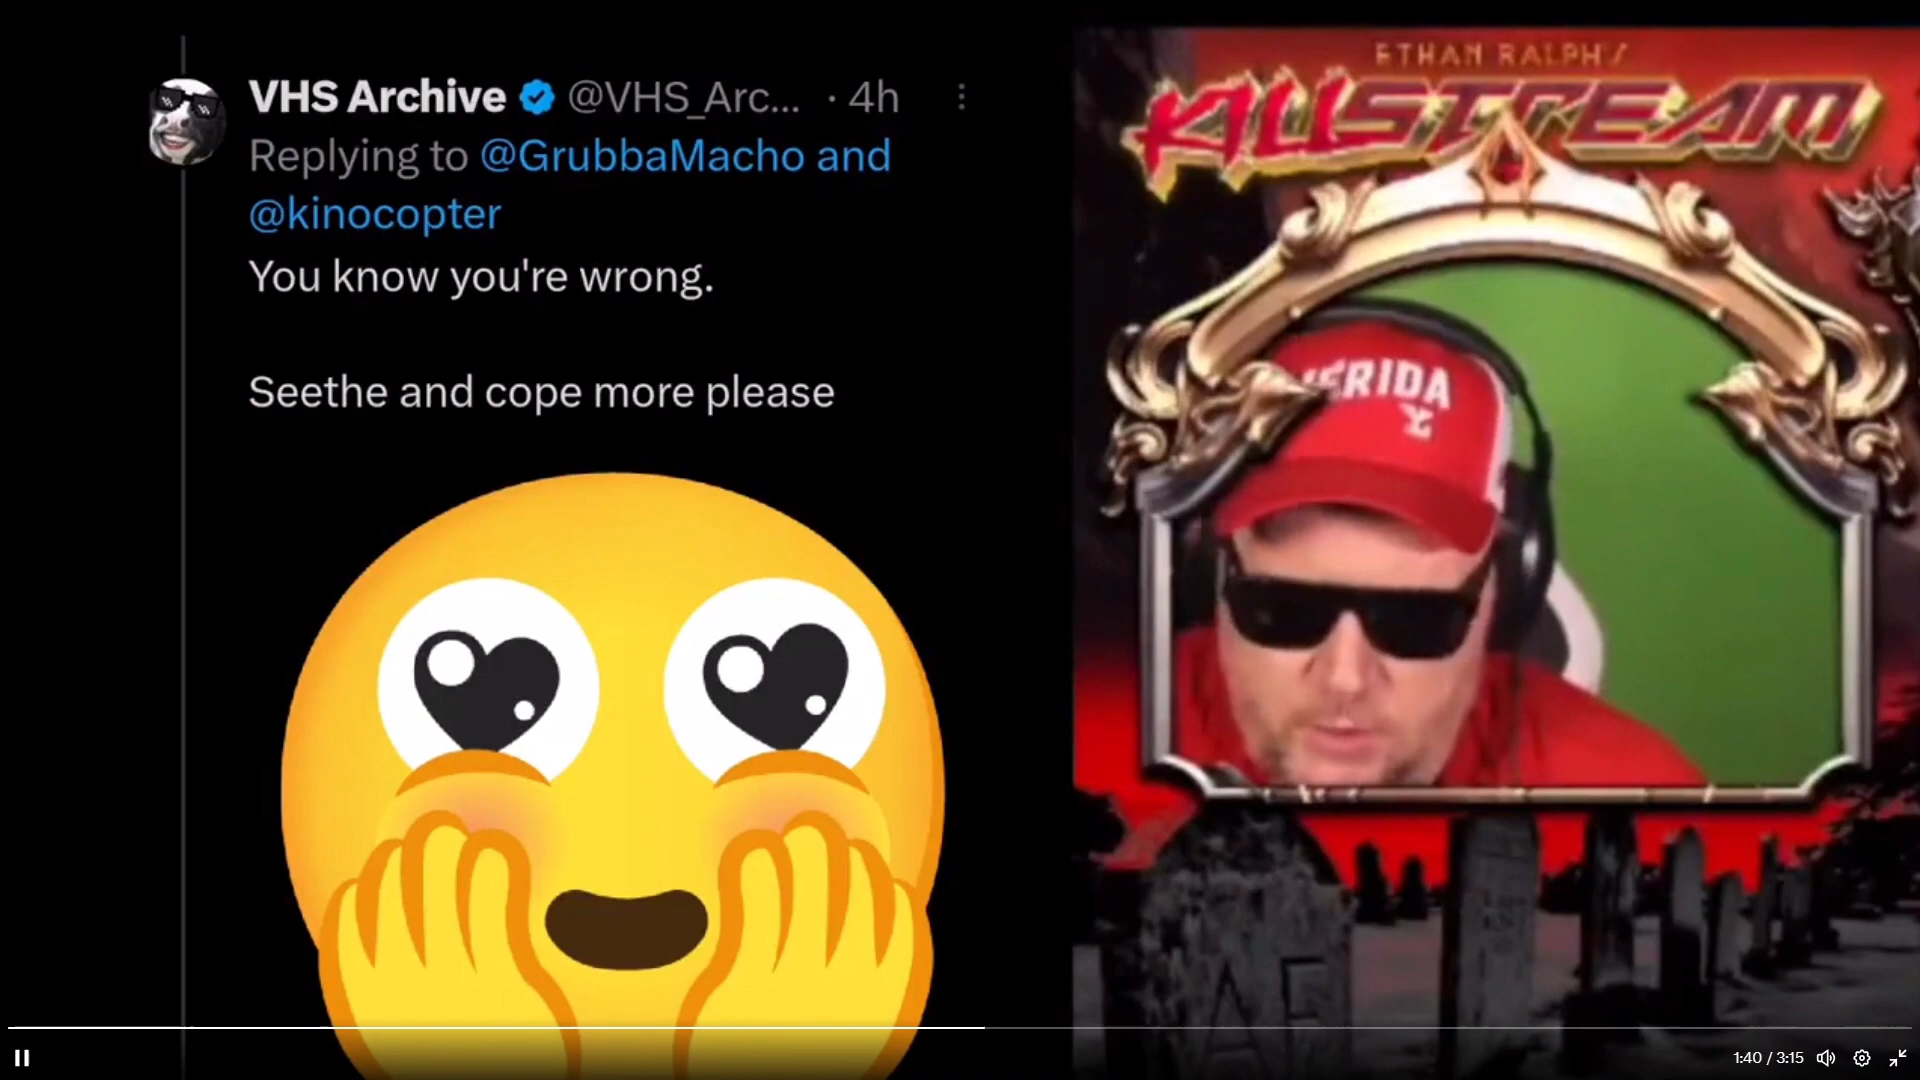 VHS Archive @VHS_Arc... · 4h
Replying to @GrubbaMacho and
@kinocopter
You know you're wrong.
Seethe and cope more please
ETHAN RALPH'S
KILLSTREAM
ERIDA
1:40 / 3:15